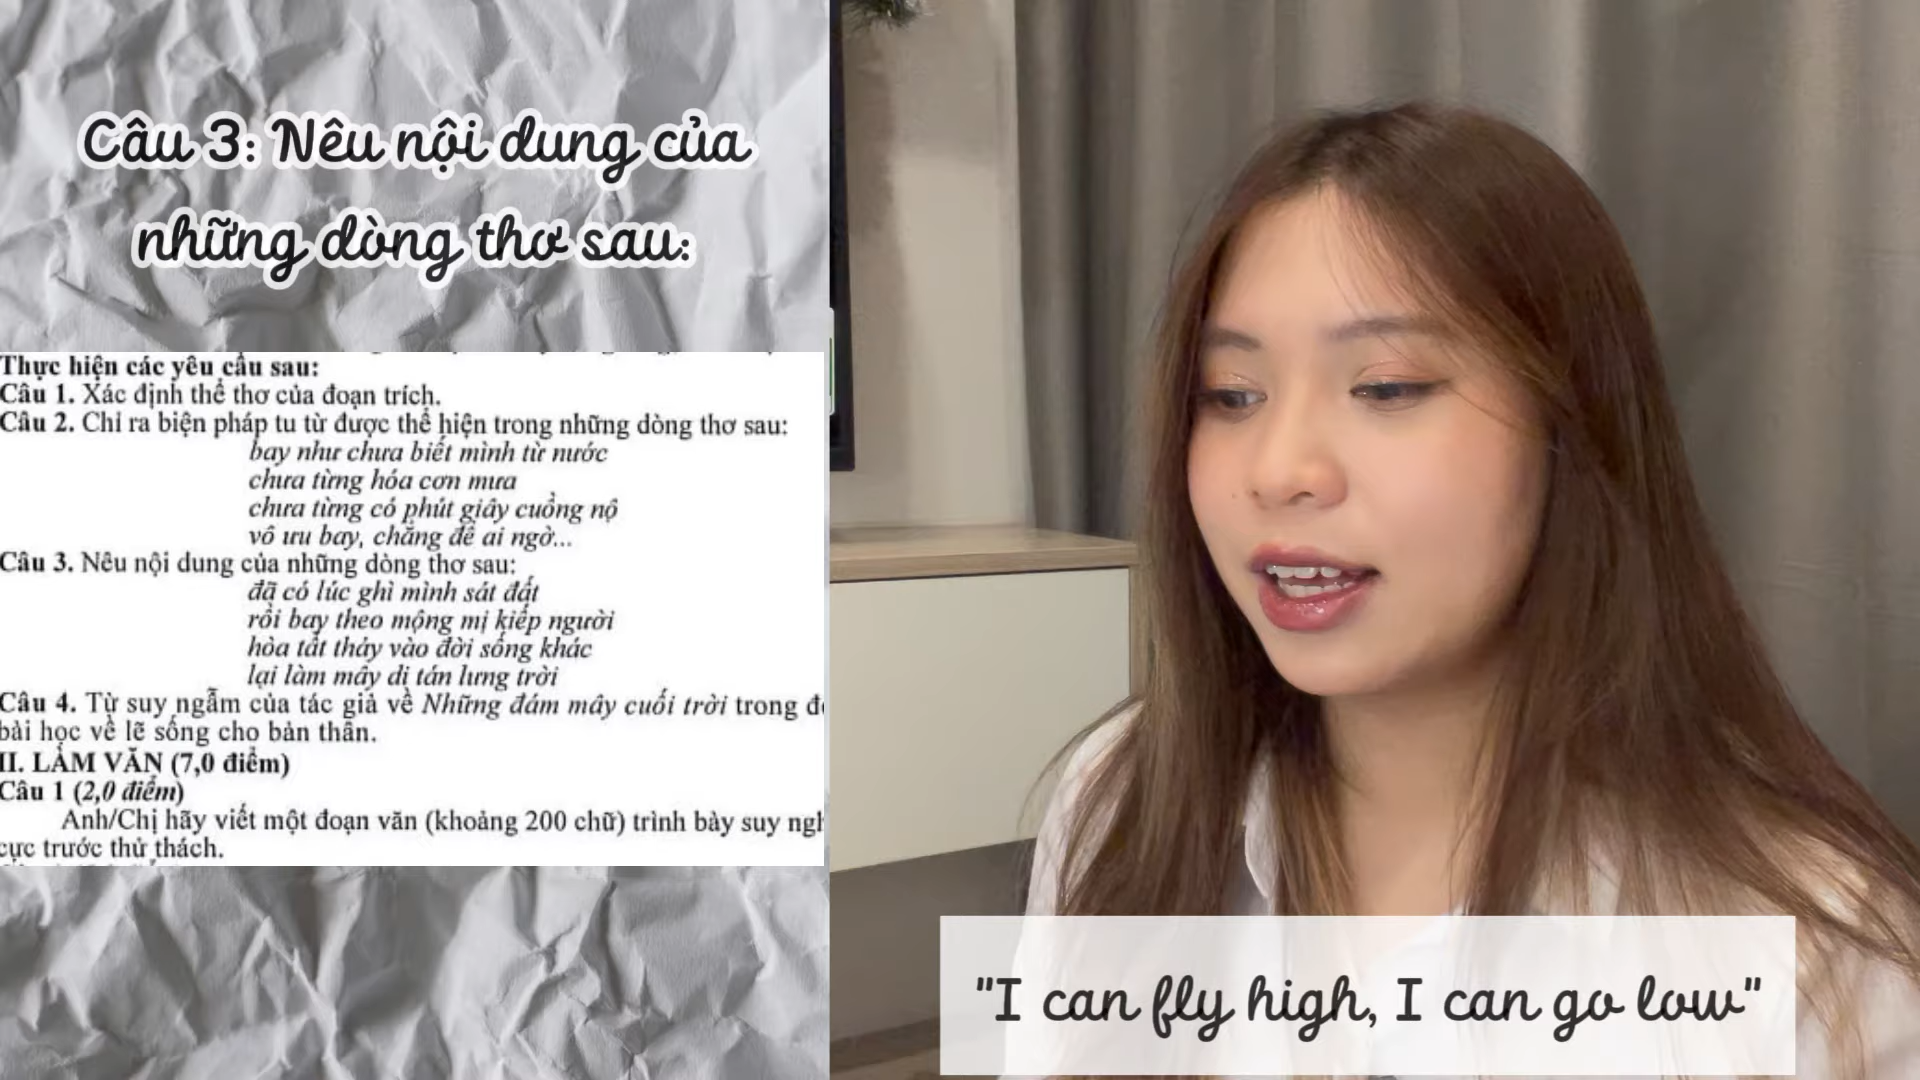 Câu 3: Nêu nội dung của
những dòng thơ sau:
Thực hiện các yêu cầu sau:
Câu 1. Xác định thể thơ của đoạn trích.
Câu 2. Chỉ ra biện pháp tu từ được thể hiện trong những dòng thơ sau:
bay như chưa biết mình từ nước
chưa từng hóa cơn mưa
chưa từng có phút giây cuồng nộ
vô ưu bay, chẳng để ai ngờ...
Câu 3. Nêu nội dung của những dòng thơ sau:
đã có lúc ghì mình sát đất
rồi bay theo mộng mị kiếp người
hòa tất thảy vào đời sống khác
lại làm mây di tán lưng trời
Câu 4. Từ suy ngẫm của tác giả về Những đám mây cuối trời trong
bài học về lẽ sống cho bản thân.
II. LÀM VĂN (7,0 điểm)
Câu 1 (2,0 điểm)
Anh/Chị hãy viết một đoạn văn (khoảng 200 chữ) trình bày suy
cực trước thử thách.
"I can fly high, I can go low"